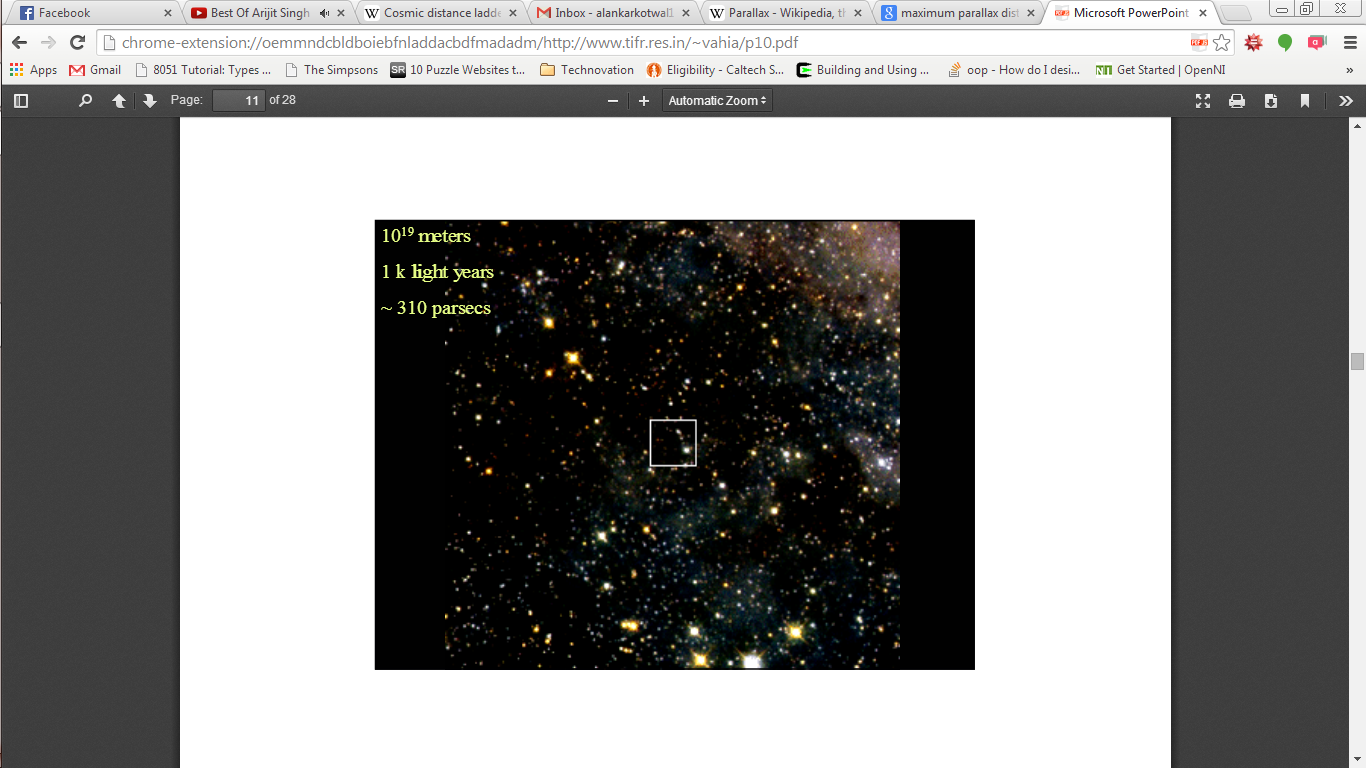 Facebook
Best Of Arijit Singh
Cosmic distance ladde
Inbox - alankarkotwal1
Parallax - Wikipedia, th
maximum parallax dist
Microsoft PowerPoint
chrome-extension://oemmndcbldboiebfnladdacbdfmadadm/http://www.tifr.res.in/~vahia/p10.pdf
Apps
Gmail
8051 Tutorial: Types ...
The Simpsons
SR 10 Puzzle Websites t...
Technovation
Eligibility - Caltech S...
Building and Using ...
oop - How do I desi...
Get Started | OpenNI
»
Page: 11 of 28
Automatic Zoom
10¹⁹ meters
1 k light years
~ 310 parsecs